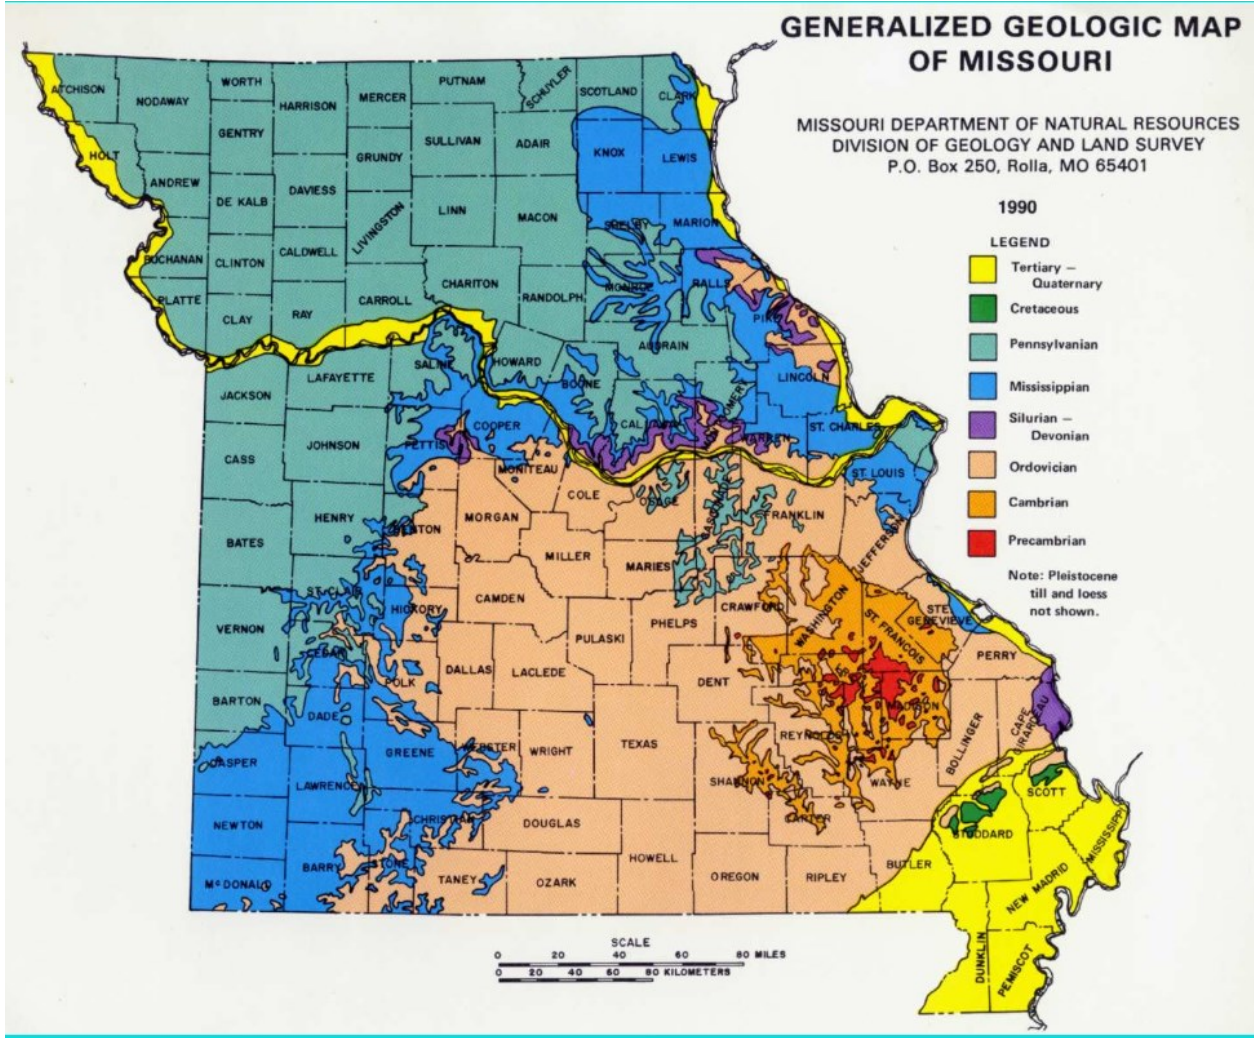 GENERALIZED GEOLOGIC MAP
OF MISSOURI
MISSOURI DEPARTMENT OF NATURAL RESOURCES
DIVISION OF GEOLOGY AND LAND SURVEY
P.O. Box 250, Rolla, MO 65401
1990
LEGEND
Tertiary –
Quaternary
Cretaceous
Pennsylvanian
Mississippian
Silurian –
Devonian
Ordovician
Cambrian
Precambrian
Note: Pleistocene
till and loess
not shown.
ATCHISON
NODAWAY
WORTH
HARRISON
MERCER
PUTNAM
SCHUYLER
SCOTLAND
CLARK
HOLT
GENTRY
GRUNDY
SULLIVAN
ADAIR
KNOX
LEWIS
ANDREW
DE KALB
DAVIESS
LIVINGSTON
LINN
MACON
SHELBY
MARION
BUCHANAN
CLINTON
CALDWELL
CHARITON
RANDOLPH
MONROE
RALLS
PLATTE
CLAY
RAY
CARROLL
PIKE
AUDRAIN
JACKSON
LAFAYETTE
SALINE
HOWARD
BOONE
LINCOLN
CASS
JOHNSON
PETTIS
COOPER
CALLAWAY
MONTGOMERY
WARREN
ST. CHARLES
MONITEAU
ST. LOUIS
BATES
HENRY
BENTON
MORGAN
COLE
OSAGE
GASCONADE
FRANKLIN
JEFFERSON
MILLER
MARIES
VERNON
ST. CLAIR
HICKORY
CAMDEN
PULASKI
PHELPS
CRAWFORD
WASHINGTON
ST. FRANCOIS
STE
GENEVIEVE
CEDAR
POLK
DALLAS
LACLEDE
DENT
PERRY
BARTON
DADE
MADISON
CAPE
GIRARDEAU
GREENE
WEBSTER
WRIGHT
TEXAS
REYNOLDS
BOLLINGER
JASPER
LAWRENCE
SHANNON
WAYNE
SCOTT
NEWTON
CHRISTIAN
DOUGLAS
CARTER
STODDARD
MISSISSIPPI
McDONALD
BARRY
STONE
TANEY
OZARK
HOWELL
OREGON
RIPLEY
BUTLER
NEW MADRID
DUNKLIN
PEMISCOT
SCALE
0 20 40 60 80 MILES
0 20 40 60 80 KILOMETERS